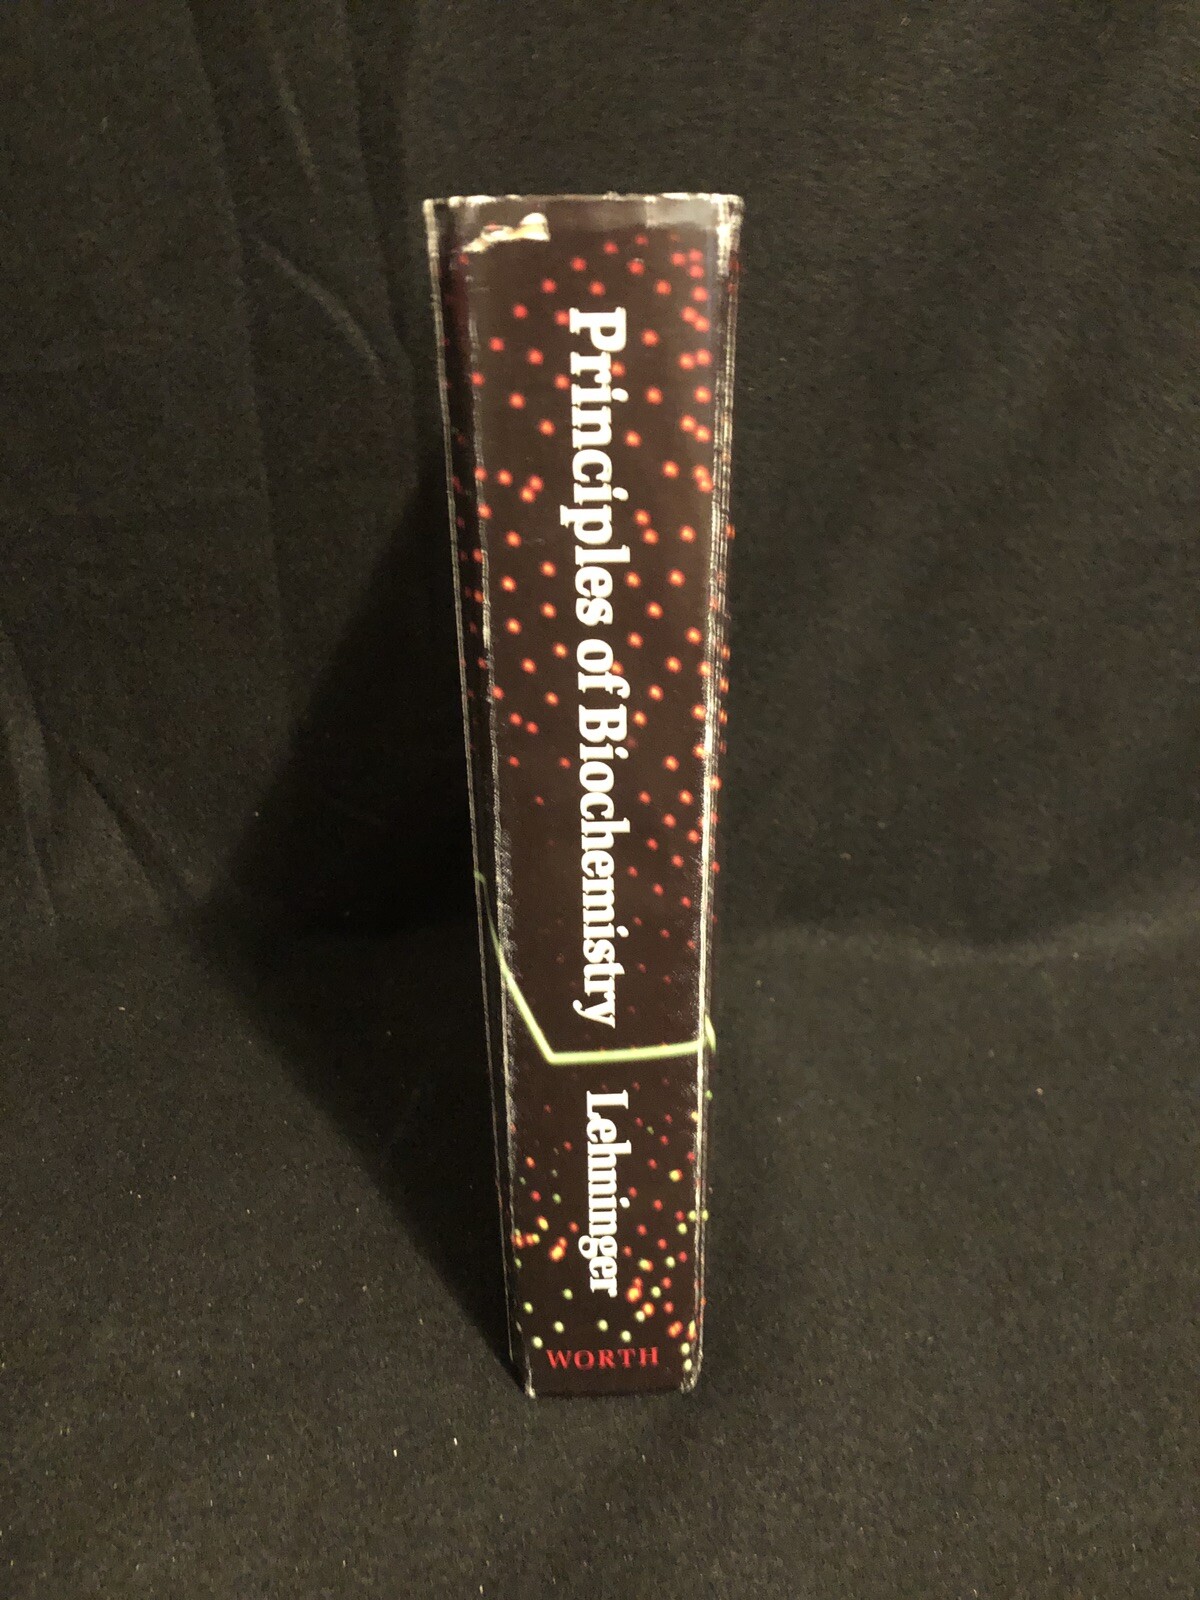 Principles of Biochemistry
Lehninger
WORTH